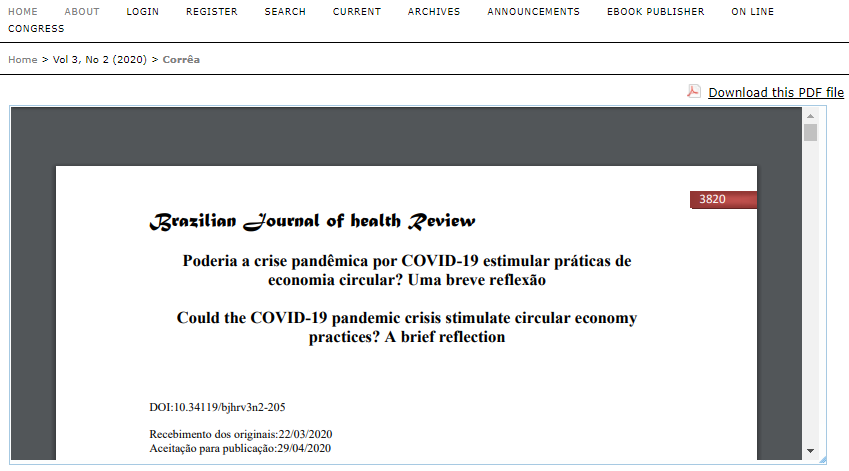 HOME ABOUT LOGIN REGISTER SEARCH CURRENT ARCHIVES ANNOUNCEMENTS EBOOK PUBLISHER ON LINE
CONGRESS
Home > Vol 3, No 2 (2020) > Corrêa
Download this PDF file
3820
Brazilian Journal of health Review
Poderia a crise pandêmica por COVID-19 estimular práticas de
economia circular? Uma breve reflexão
Could the COVID-19 pandemic crisis stimulate circular economy
practices? A brief reflection
DOI:10.34119/bjhrv3n2-205
Recebimento dos originais:22/03/2020
Aceitação para publicação:29/04/2020